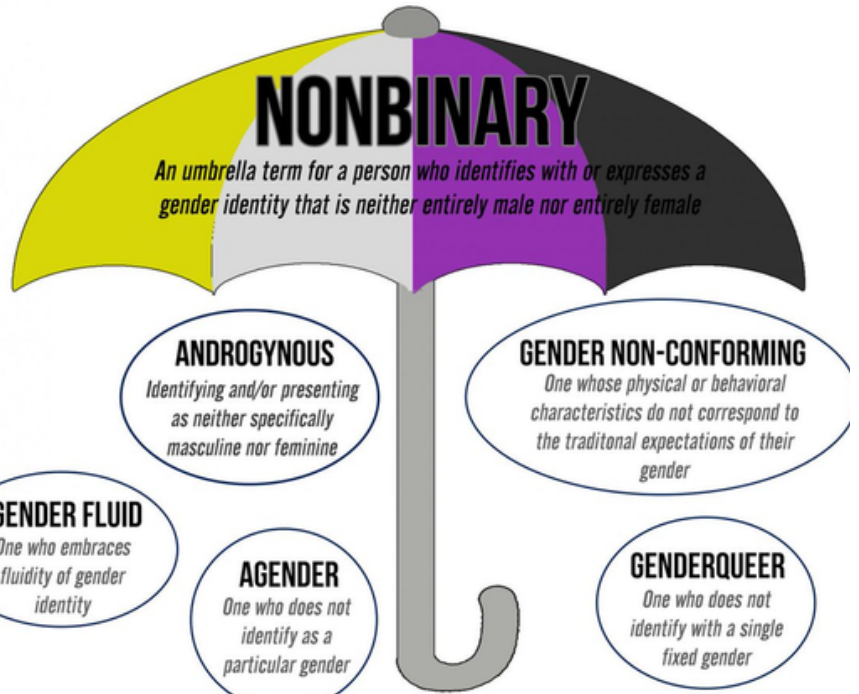 NONBINARY
An umbrella term for a person who identifies with or expresses a
gender identity that is neither entirely male nor entirely female
ANDROGYNOUS
Identifying and/or presenting
as neither specifically
masculine nor feminine
GENDER NON-CONFORMING
One whose physical or behavioral
characteristics do not correspond to
the traditonal expectations of their
gender
GENDER FLUID
One who embraces
fluidity of gender
identity
AGENDER
One who does not
identify as a
particular gender
GENDERQUEER
One who does not
identify with a single
fixed gender